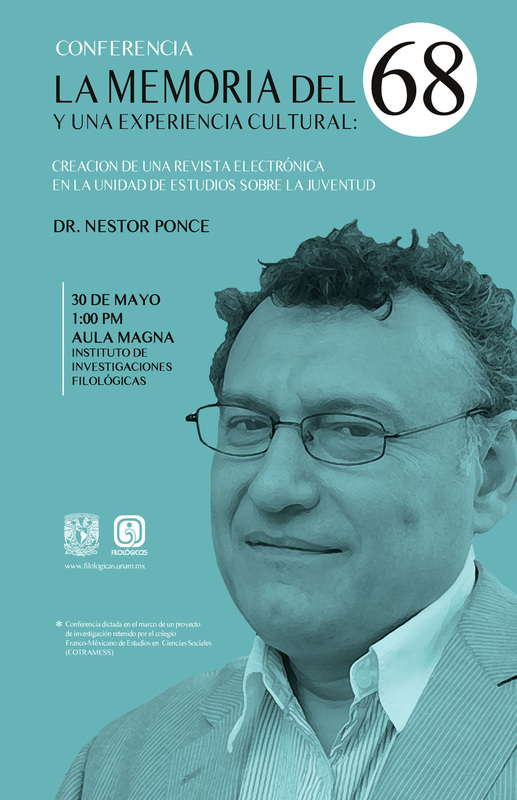 CONFERENCIA
LA MEMORIA DEL 68
Y UNA EXPERIENCIA CULTURAL:
CREACION DE UNA REVISTA ELECTRÓNICA
EN LA UNIDAD DE ESTUDIOS SOBRE LA JUVENTUD
DR. NESTOR PONCE
30 DE MAYO
1:00 PM
AULA MAGNA
INSTITUTO DE
INVESTIGACIONES
FILOLÓGICAS
FILOLÓGICAS
www.filologicas.unam.mx
* Conferencia dictada en el marco de un proyecto
de investigación retenido por el colegio
Franco-Méxicano de Estudios en Ciencias Sociales
(COTRAMESS)